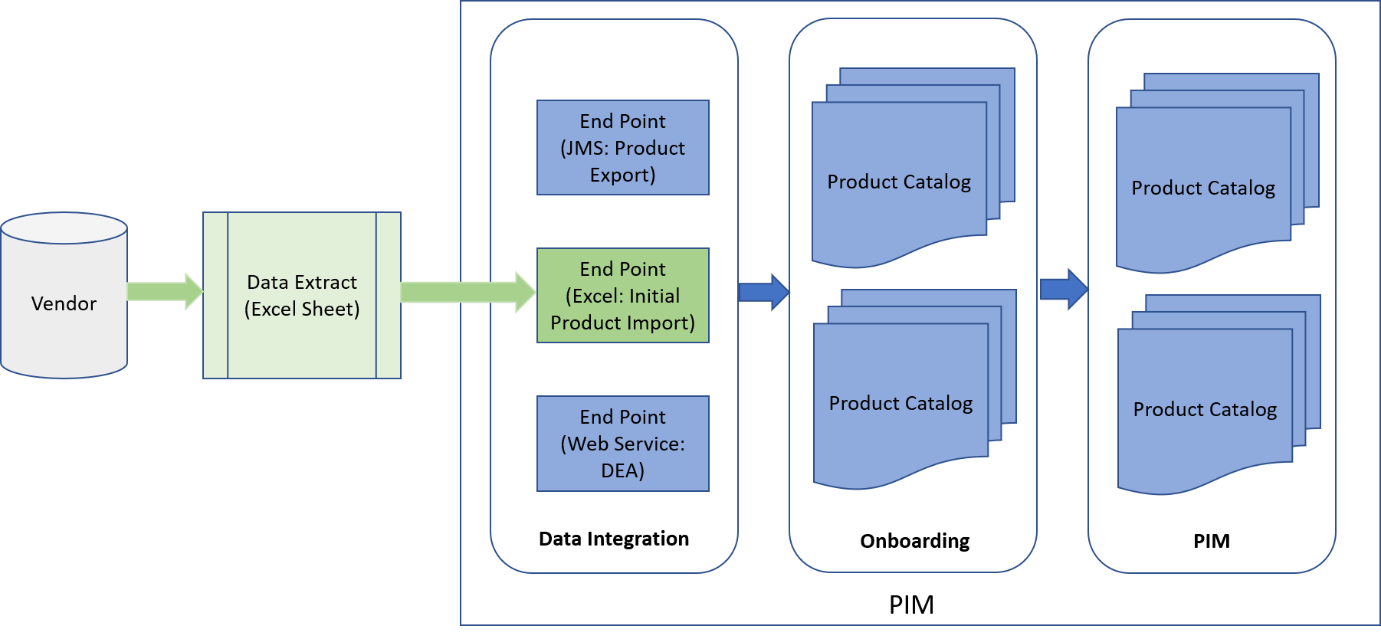 Vendor
Data Extract
(Excel Sheet)
End Point
(JMS: Product
Export)
End Point
(Excel: Initial
Product Import)
End Point
(Web Service:
DEA)
Data Integration
Product Catalog
Product Catalog
Onboarding
Product Catalog
Product Catalog
PIM
PIM